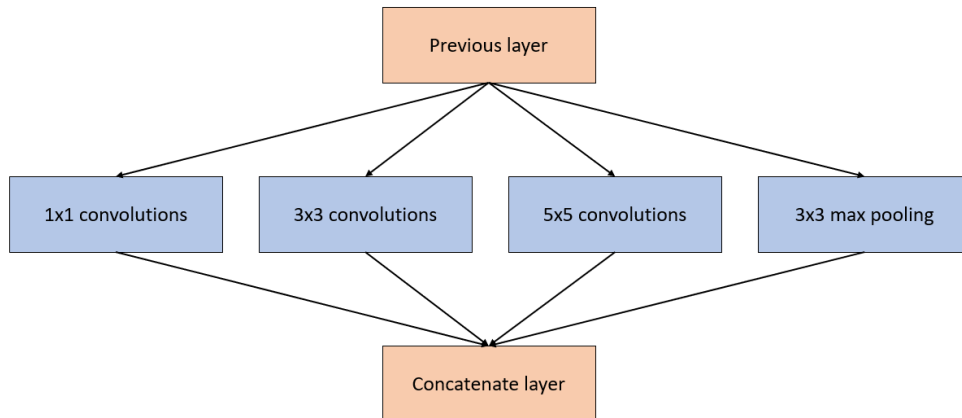 Previous layer
1x1 convolutions
3x3 convolutions
5x5 convolutions
3x3 max pooling
Concatenate layer